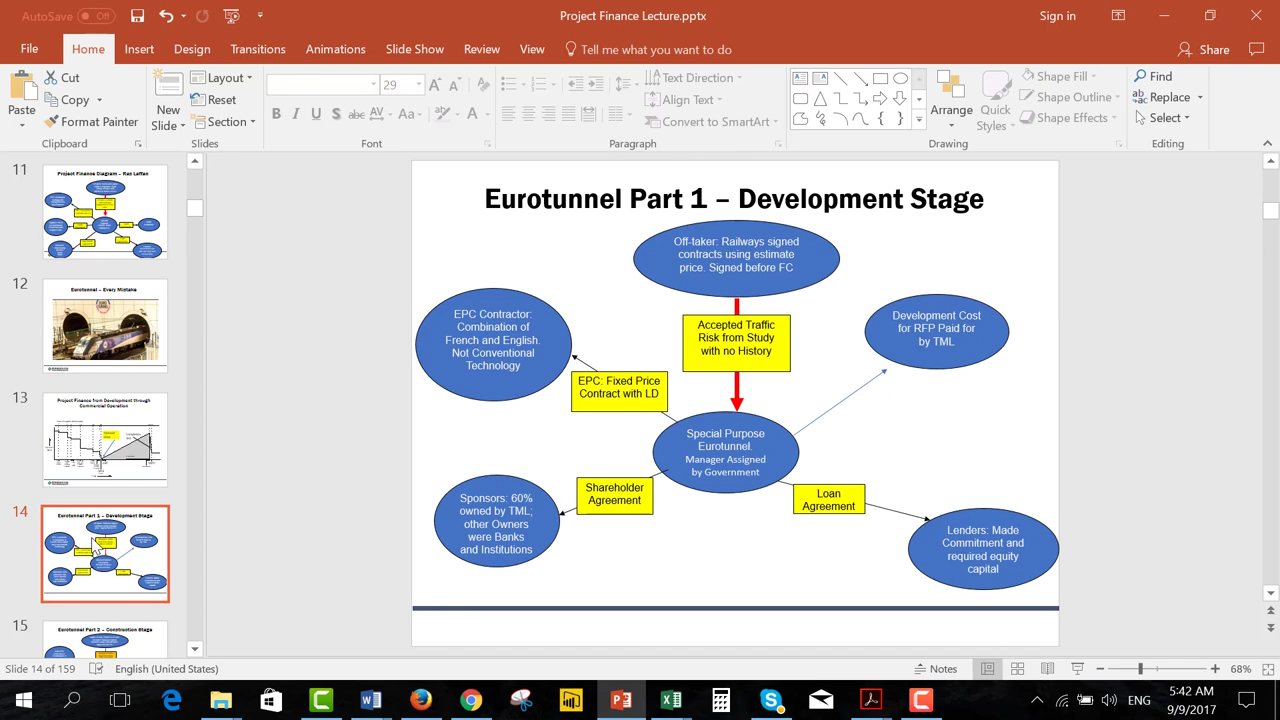 AutoSave Off
Project Finance Lecture.pptx
Sign in
File
Home
Insert
Design
Transitions
Animations
Slide Show
Review
View
Tell me what you want to do
Share
Paste
Cut
Copy
Format Painter
Clipboard
New
Slide
Layout
Reset
Section
Slides
29
Font
Text Direction
Align Text
Convert to SmartArt
Paragraph
Arrange
Quick
Styles
Shape Fill
Shape Outline
Shape Effects
Drawing
Find
Replace
Select
Editing
11
Project Finance Diagram – Ras Laffan
12
Eurotunnel – Every Mistake
13
Project Finance from Development through
Commercial Operation
14
Eurotunnel Part 1 – Development Stage
15
Eurotunnel Part 2 – Construction Stage
Eurotunnel Part 1 – Development Stage
Off-taker: Railways signed
contracts using estimate
price. Signed before FC
EPC Contractor:
Combination of
French and English.
Not Conventional
Technology
Accepted Traffic
Risk from Study
with no History
Development Cost
for RFP Paid for
by TML
EPC: Fixed Price
Contract with LD
Special Purpose
Eurotunnel.
Manager Assigned
by Government
Shareholder
Agreement
Sponsors: 60%
owned by TML;
other Owners
were Banks
and Institutions
Loan
Agreement
Lenders: Made
Commitment and
required equity
capital
Slide 14 of 159
English (United States)
Notes
68%
ENG
5:42 AM
9/9/2017